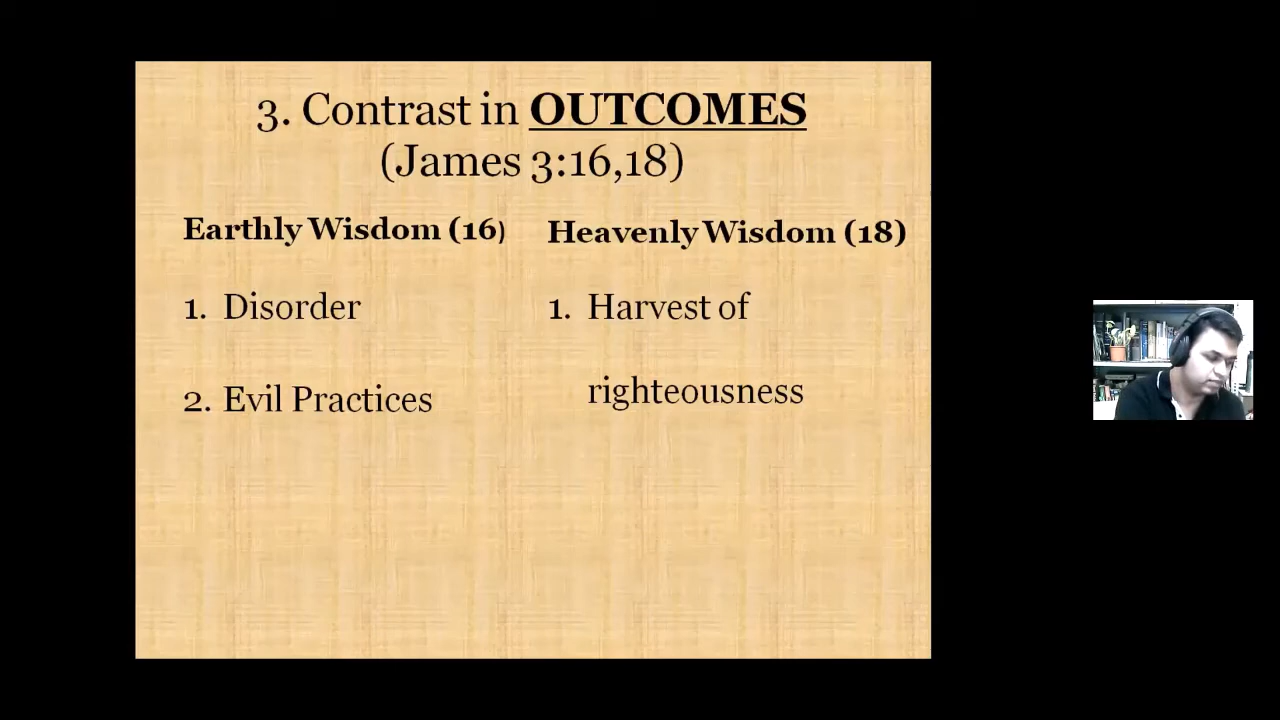 3. Contrast in OUTCOMES
(James 3:16,18)
Earthly Wisdom (16)
1. Disorder
2. Evil Practices
Heavenly Wisdom (18)
1. Harvest of
righteousness